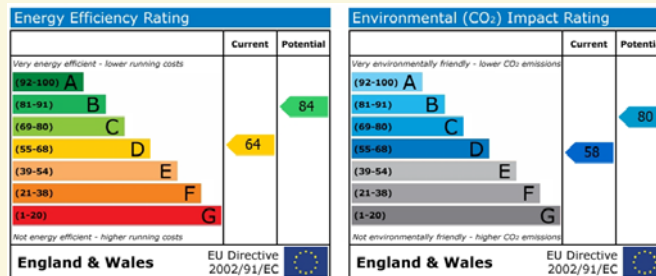 Energy Efficiency Rating
Current Potential
Very energy efficient - lower running costs
(92-100) A
(81-91) B
84
(69-80) C
(55-68) D
64
(39-54) E
(21-38) F
(1-20) G
Not energy efficient - higher running costs
England & Wales
EU Directive
2002/91/EC
Environmental (CO₂) Impact Rating
Current Potentia
Very environmentally friendly - lower CO₂ emissions
(92-100) A
(81-91) B
80
(69-80) C
(55-68) D
58
(39-54) E
(21-38) F
(1-20) G
Not environmentally friendly - higher CO₂ emissions
England & Wales
EU Directive
2002/91/EC